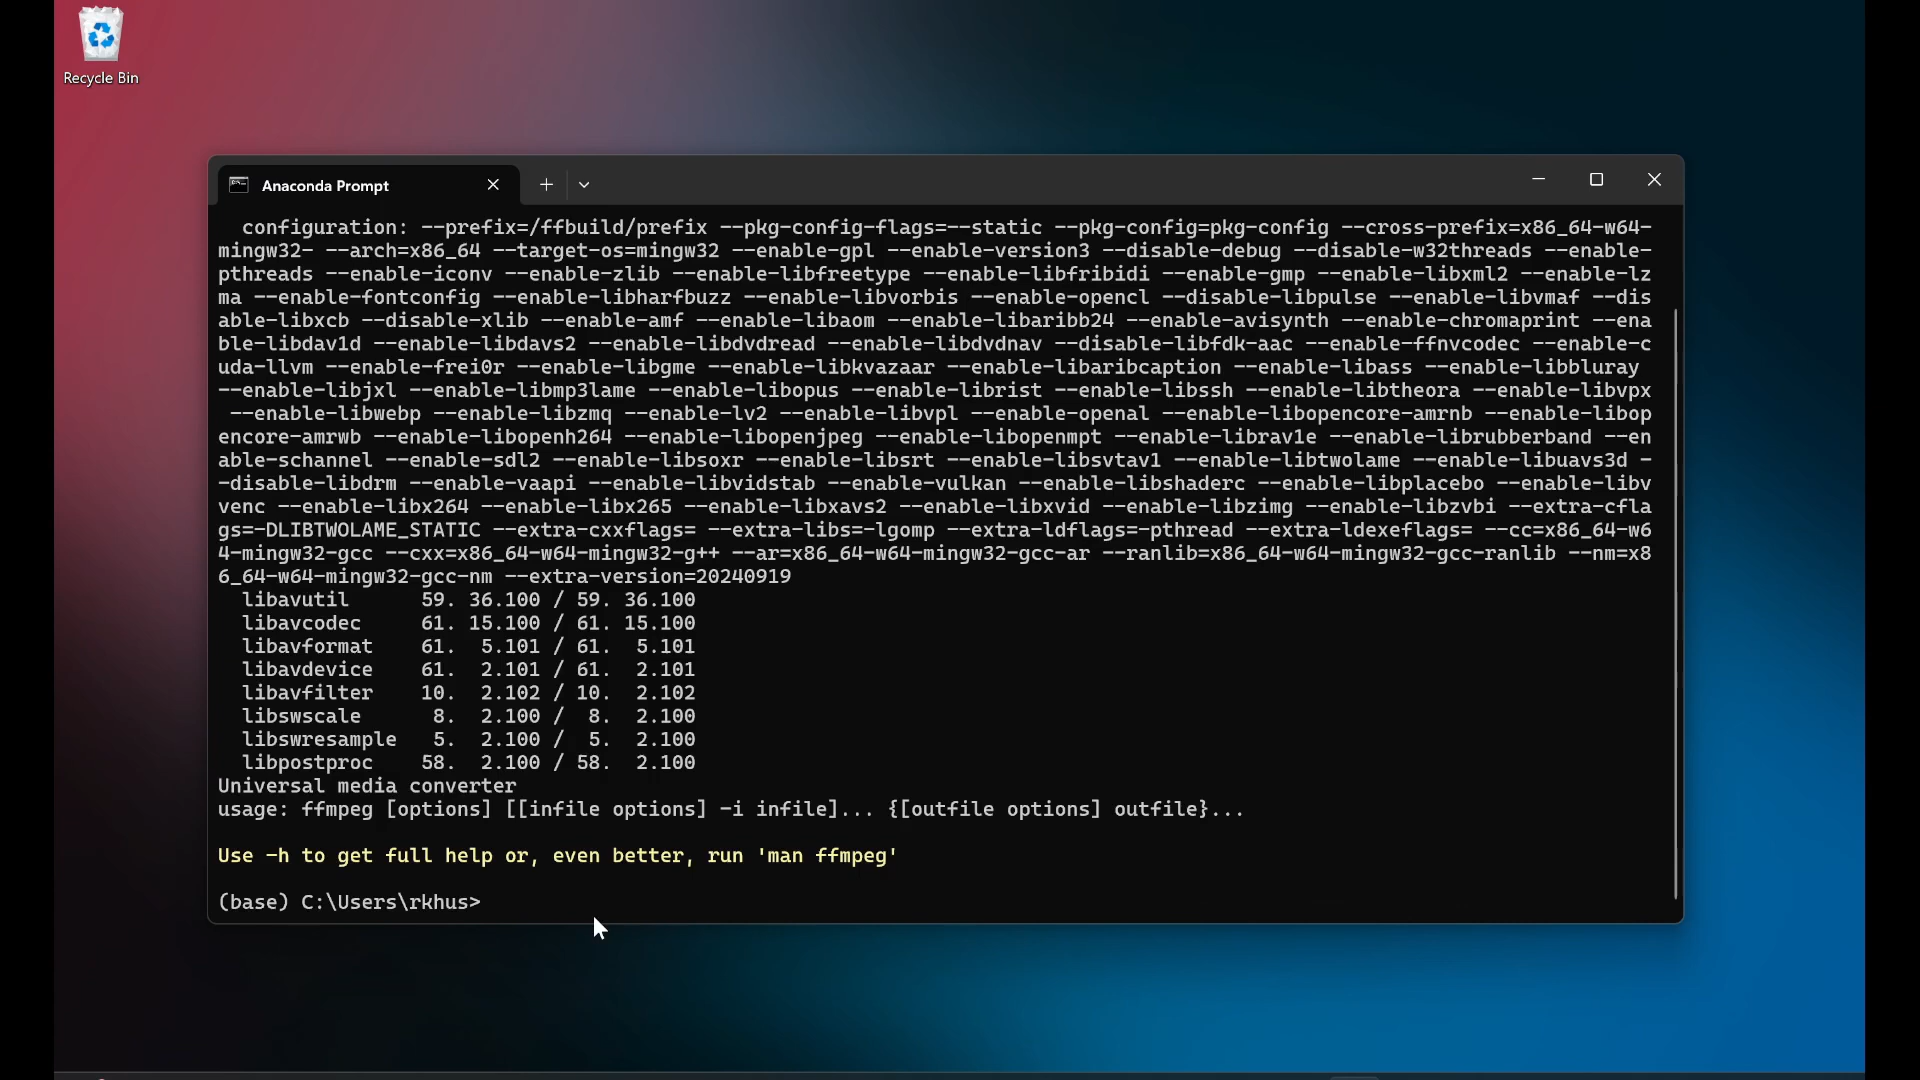 Recycle Bin
Anaconda Prompt
configuration: --prefix=/ffbuild/prefix --pkg-config-flags=--static --pkg-config=pkg-config --cross-prefix=x86_64-w64-
mingw32- --arch=x86_64 --target-os=mingw32 --enable-gpl --enable-version3 --disable-debug --disable-w32threads --enable-
pthreads --enable-iconv --enable-zlib --enable-libfreetype --enable-libfribidi --enable-gmp --enable-libxml2 --enable-lz
ma --enable-fontconfig --enable-libharfbuzz --enable-libvorbis --enable-opencl --disable-libpulse --enable-libvmaf --dis
able-libxcb --disable-xlib --enable-amf --enable-libaom --enable-libaribb24 --enable-avisynth --enable-chromaprint --ena
ble-libdav1d --enable-libdavs2 --enable-libdvdread --enable-libdvdnav --disable-libfdk-aac --enable-ffnvcodec --enable-c
uda-llvm --enable-frei0r --enable-libgme --enable-libkvazaar --enable-libaribcaption --enable-libass --enable-libbluray
--enable-libjxl --enable-libmp3lame --enable-libopus --enable-librist --enable-libssh --enable-libtheora --enable-libvpx
--enable-libwebp --enable-libzmq --enable-lv2 --enable-libvpl --enable-openal --enable-libopencore-amrnb --enable-libop
encore-amrwb --enable-libopenh264 --enable-libopenjpeg --enable-libopenmpt --enable-librav1e --enable-librubberband --en
able-schannel --enable-sdl2 --enable-libsoxr --enable-libsrt --enable-libsvtav1 --enable-libtwolame --enable-libuavs3d -
-disable-libdrm --enable-vaapi --enable-libvidstab --enable-vulkan --enable-libshaderc --enable-libplacebo --enable-libv
venc --enable-libx264 --enable-libx265 --enable-libxavs2 --enable-libxvid --enable-libzimg --enable-libzvbi --extra-cfla
gs=-DLIBTWOLAME_STATIC --extra-cxxflags= --extra-libs=-lgomp --extra-ldflags=-pthread --extra-ldexeflags= --cc=x86_64-w6
4-mingw32-gcc --cxx=x86_64-w64-mingw32-g++ --ar=x86_64-w64-mingw32-gcc-ar --ranlib=x86_64-w64-mingw32-gcc-ranlib --nm=x8
6_64-w64-mingw32-gcc-nm --extra-version=20240919
libavutil 59. 36.100 / 59. 36.100
libavcodec 61. 15.100 / 61. 15.100
libavformat 61. 5.101 / 61. 5.101
libavdevice 61. 2.101 / 61. 2.101
libavfilter 10. 2.102 / 10. 2.102
libswscale 8. 2.100 / 8. 2.100
libswresample 5. 2.100 / 5. 2.100
libpostproc 58. 2.100 / 58. 2.100
Universal media converter
usage: ffmpeg [options] [[infile options] -i infile]... {[outfile options] outfile}...
Use -h to get full help or, even better, run 'man ffmpeg'
(base) C:\Users\rkhus>